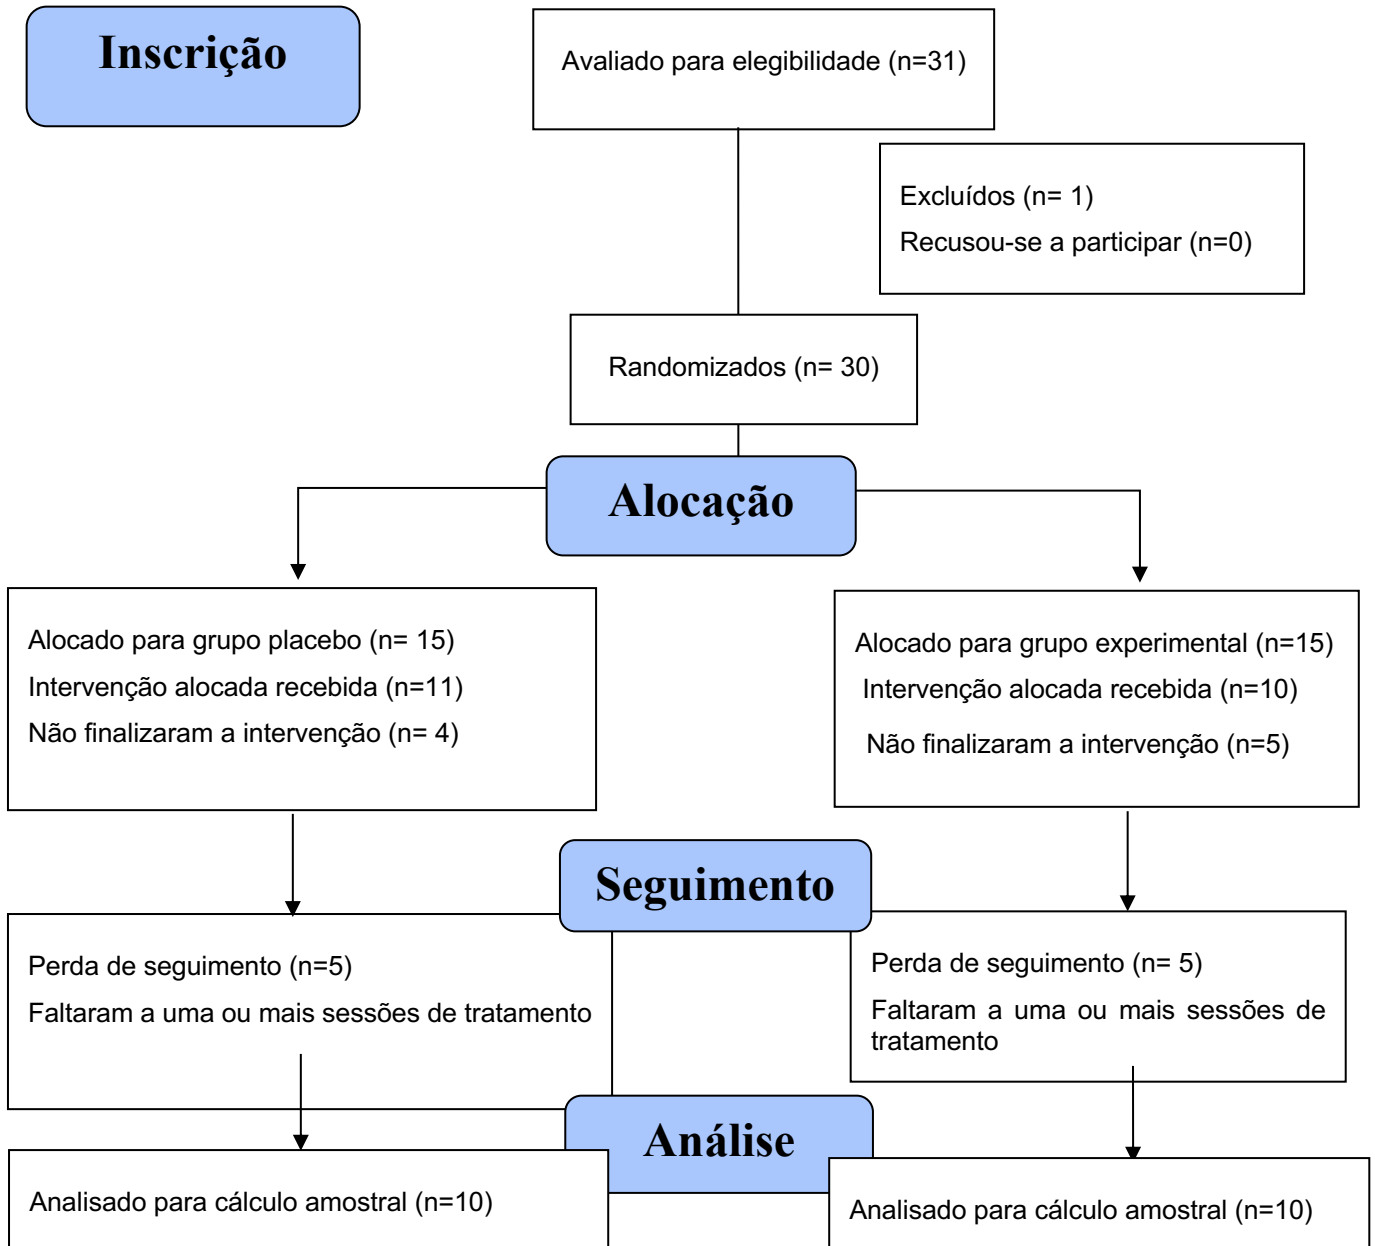 Inscrição
Avaliado para elegibilidade (n=31)
Excluídos (n= 1)
Recusou-se a participar (n=0)
Randomizados (n= 30)
Alocação
Alocado para grupo placebo (n= 15)
Intervenção alocada recebida (n=11)
Não finalizaram a intervenção (n= 4)
Alocado para grupo experimental (n=15)
Intervenção alocada recebida (n=10)
Não finalizaram a intervenção (n=5)
Seguimento
Perda de seguimento (n=5)
Faltaram a uma ou mais sessões de tratamento
Perda de seguimento (n= 5)
Faltaram a uma ou mais sessões de
tratamento
Análise
Analisado para cálculo amostral (n=10)
Analisado para cálculo amostral (n=10)